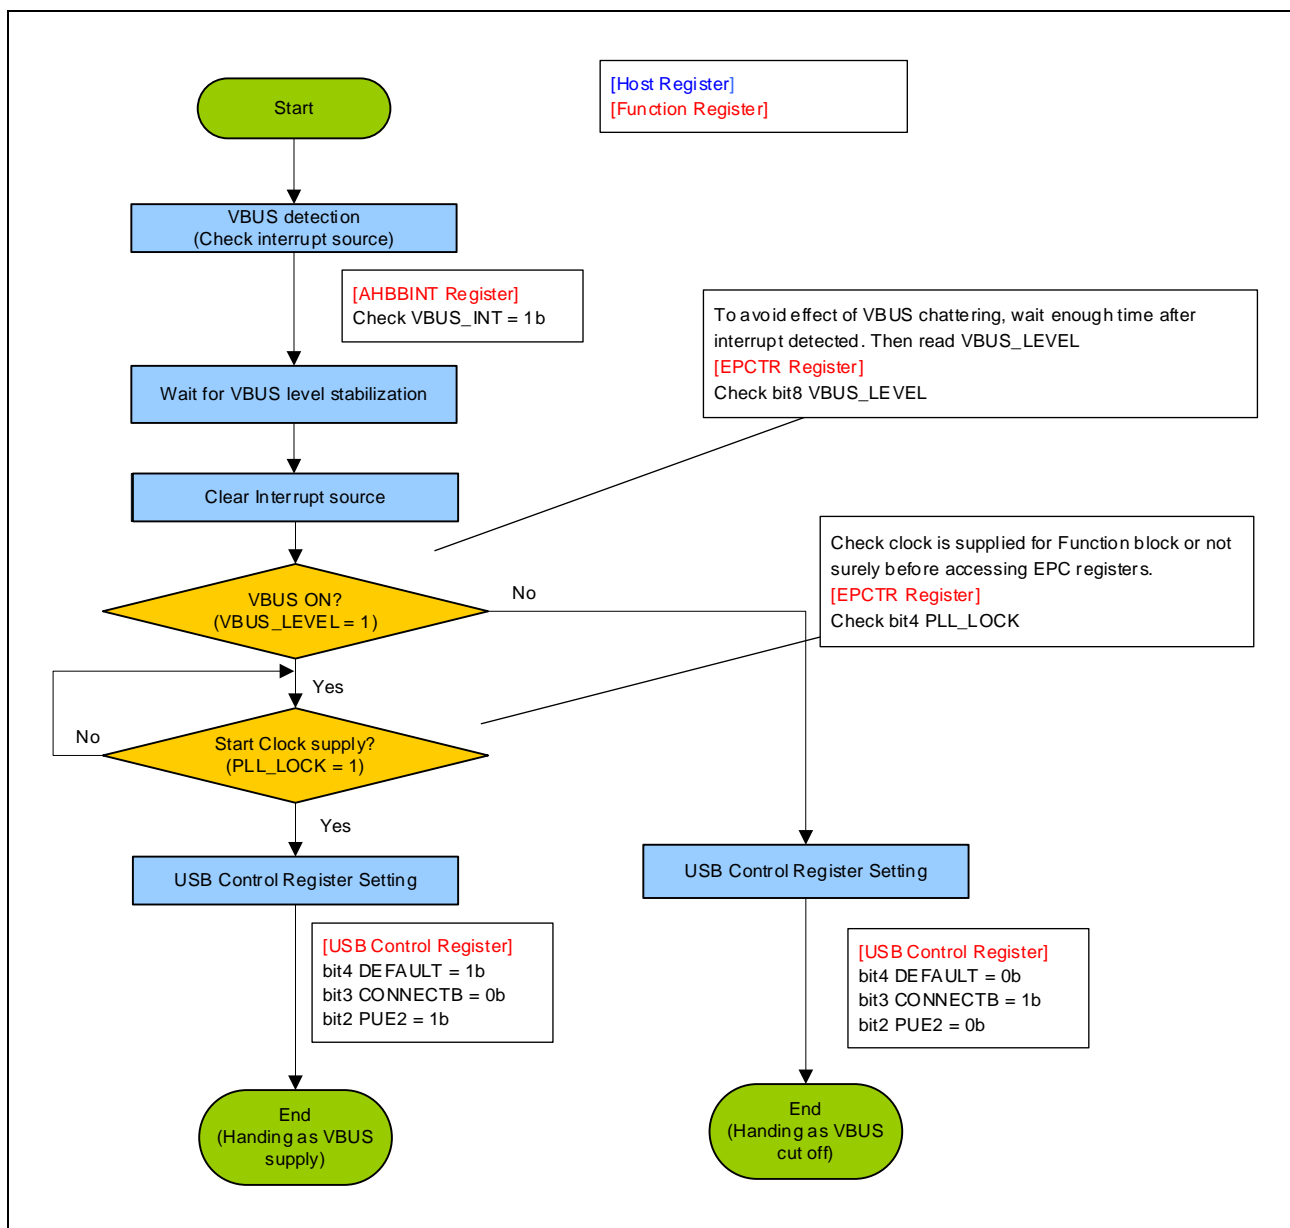 Start
[Host Register]
[Function Register]
VBUS detection
(Check interrupt source)
[AHBBINT Register]
Check VBUS_INT = 1b
To avoid effect of VBUS chattering, wait enough time after
interrupt detected. Then read VBUS_LEVEL
[EPCTR Register]
Check bit8 VBUS_LEVEL
Wait for VBUS level stabilization
Clear Interrupt source
Check clock is supplied for Function block or not
surely before accessing EPC registers.
[EPCTR Register]
Check bit4 PLL_LOCK
VBUS ON?
(VBUS_LEVEL = 1)
No
Yes
No
Start Clock supply?
(PLL_LOCK = 1)
Yes
USB Control Register Setting
USB Control Register Setting
[USB Control Register]
bit4 DEFAULT = 1b
bit3 CONNECTB = 0b
bit2 PUE2 = 1b
[USB Control Register]
bit4 DEFAULT = 0b
bit3 CONNECTB = 1b
bit2 PUE2 = 0b
End
(Handing as VBUS
supply)
End
(Handing as VBUS
cut off)